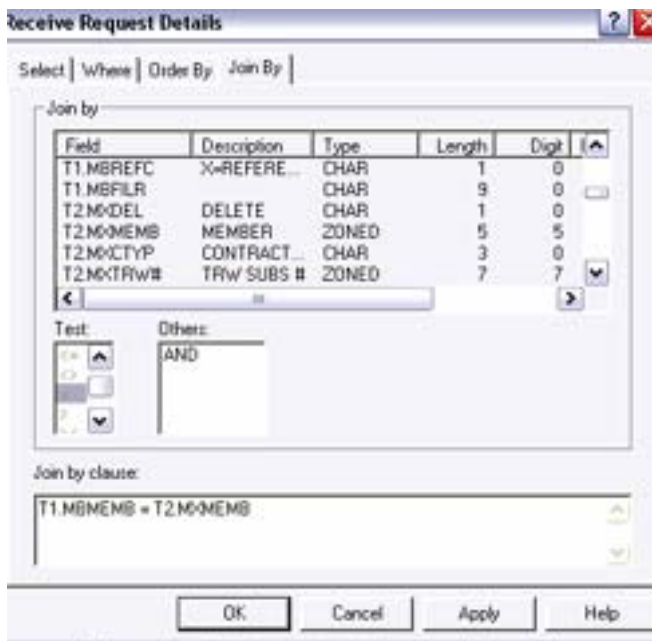 Receive Request Details
Select Where Order By Join By
Join by
Field Description Type Length Digit
T1.MBREFC X=REFERE... CHAR 1 0
T1.MBFILR CHAR 9 0
T2.MXDEL DELETE CHAR 1 0
T2.MXMEMB MEMBER ZONED 5 5
T2.MXCTYP CONTRACT... CHAR 3 0
T2.MXTRW# TRW SUBS # ZONED 7 7
Test: Others:
<=
<>
AND
Join by clause:
T1.MBMEMB = T2.MXMEMB
OK Cancel Apply Help